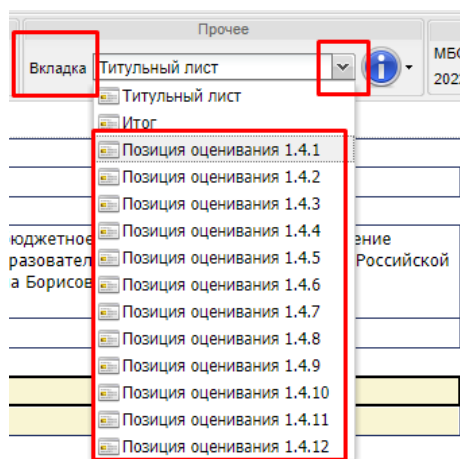 Прочее
Вкладка Титульный лист
МБО
202
Титульный лист
Итог
Позиция оценивания 1.4.1
Позиция оценивания 1.4.2
Позиция оценивания 1.4.3
юджетное Позиция оценивания 1.4.4 ение
разовател Позиция оценивания 1.4.5 Российской
а Борисов Позиция оценивания 1.4.6
Позиция оценивания 1.4.7
Позиция оценивания 1.4.8
Позиция оценивания 1.4.9
Позиция оценивания 1.4.10
Позиция оценивания 1.4.11
Позиция оценивания 1.4.12